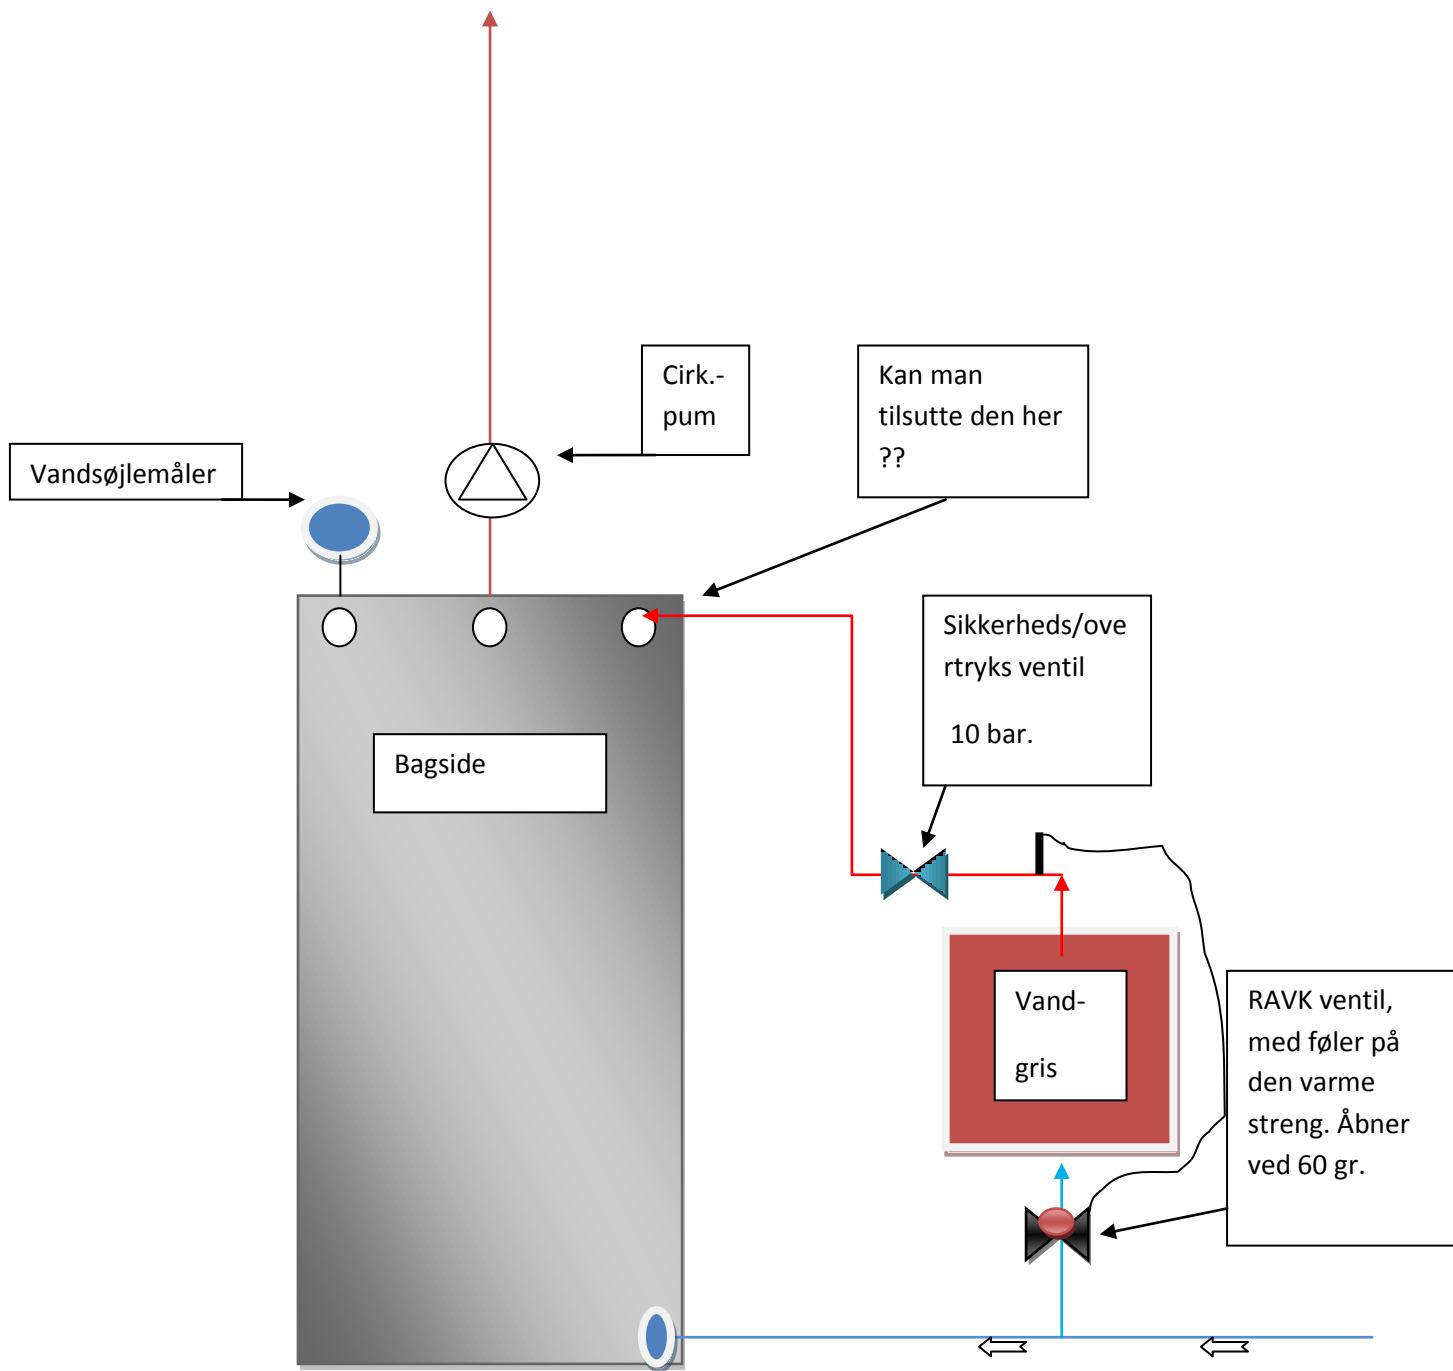 Cirk.-
pum
Kan man
tilsutte den her
??
Vandsøjlemåler
Sikkerheds/ove
rtryks ventil
10 bar.
Bagside
Vand-
gris
RAVK ventil,
med føler på
den varme
streng. Åbner
ved 60 gr.